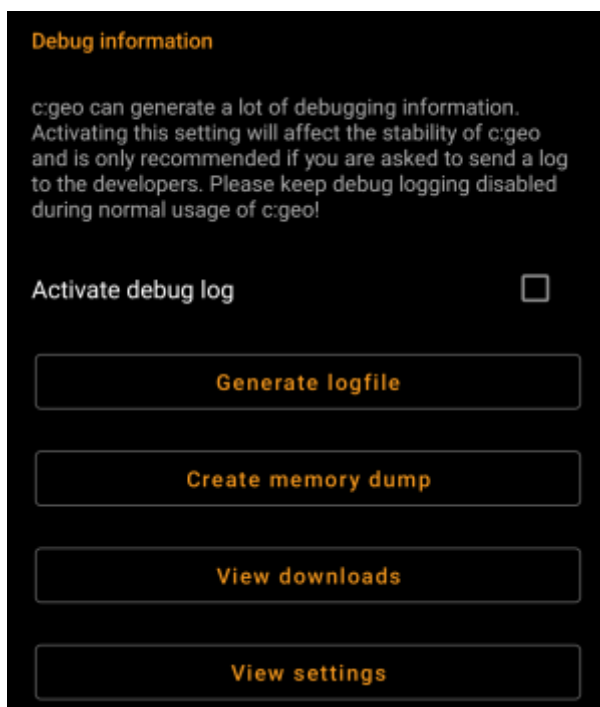 Debug information
c:geo can generate a lot of debugging information.
Activating this setting will affect the stability of c:geo
and is only recommended if you are asked to send a log
to the developers. Please keep debug logging disabled
during normal usage of c:geo!
Activate debug log
Generate logfile
Create memory dump
View downloads
View settings